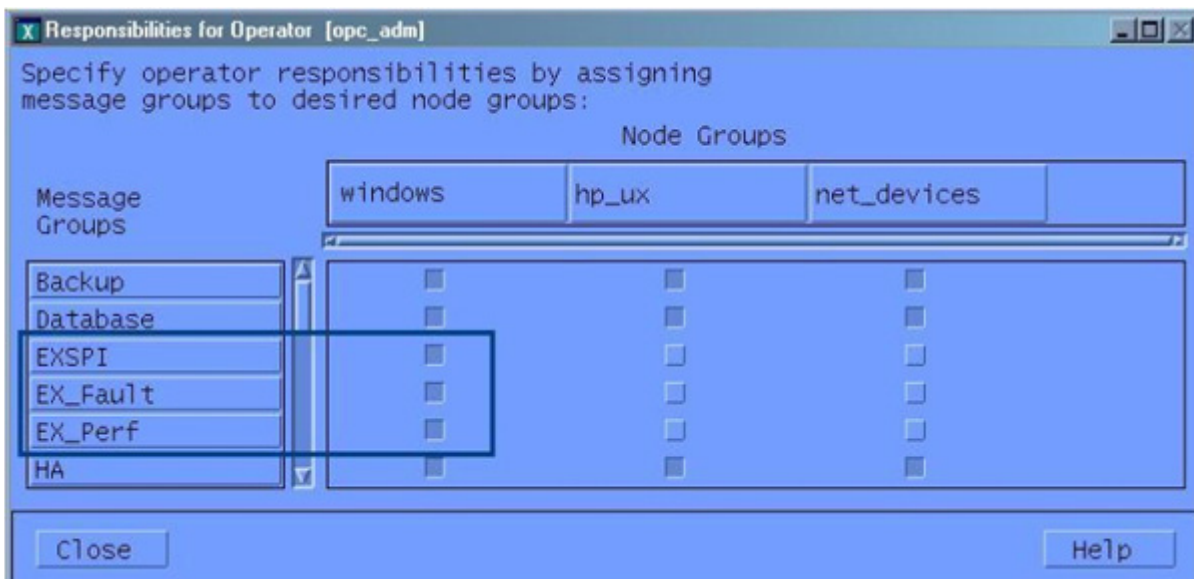 Responsibilities for Operator [opc_adm]
Specify operator responsibilities by assigning
message groups to desired node groups:
Node Groups
Message
Groups
windows hp_ux net_devices
Backup
Database
EXSPI
EX_Fault
EX_Perf
HA
Close Help